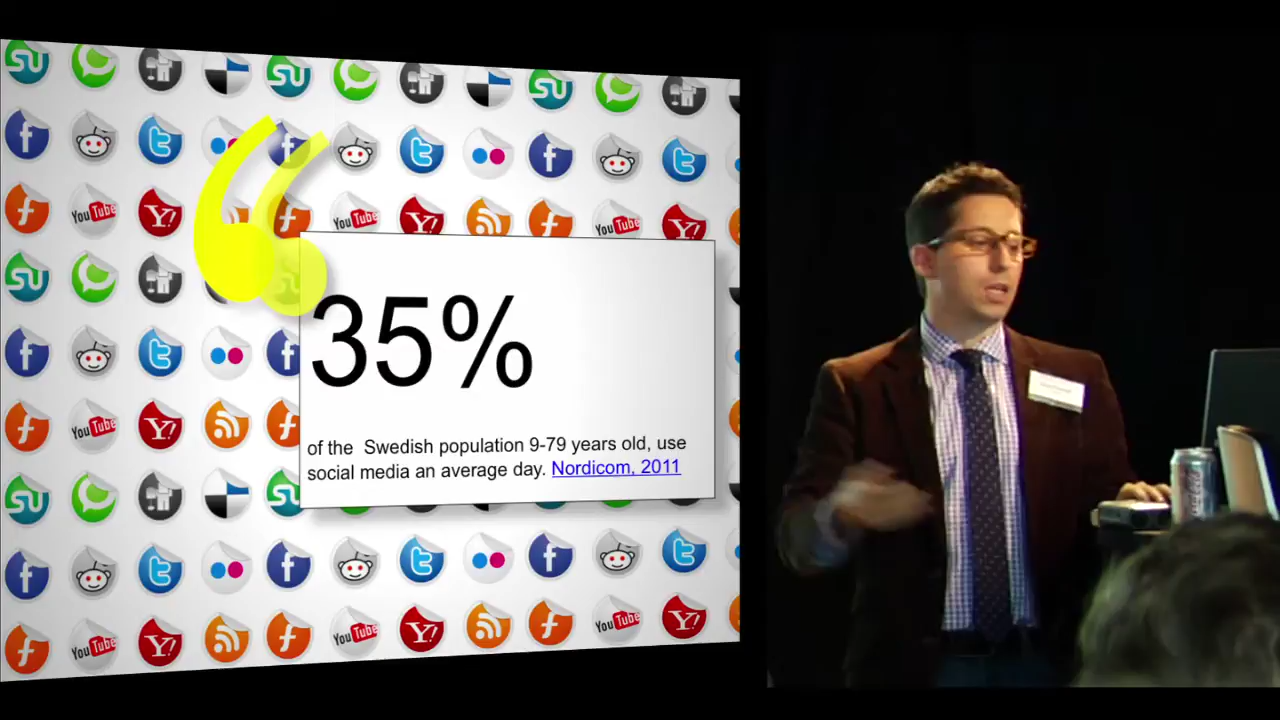 35%
of the Swedish population 9-79 years old, use
social media an average day. Nordicom, 2011